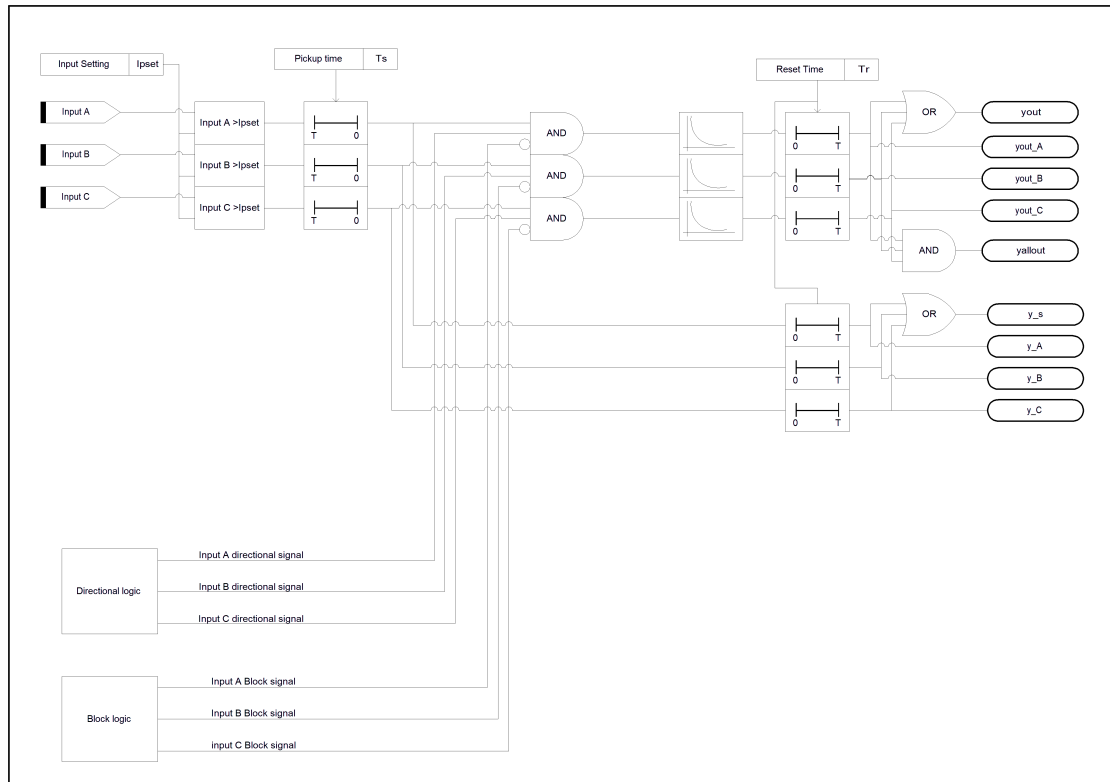 Input Setting Ipset
Pickup time Ts
Reset Time Tr
Input A
Input B
Input C
Input A >Ipset
Input B >Ipset
Input C >Ipset
T 0
T 0
T 0
AND
AND
AND
0 T
0 T
0 T
OR
AND
yout
yout_A
yout_B
yout_C
yallout
0 T
0 T
0 T
OR
y_s
y_A
y_B
y_C
Directional logic
Input A directional signal
Input B directional signal
Input C directional signal
Block logic
Input A Block signal
Input B Block signal
input C Block signal